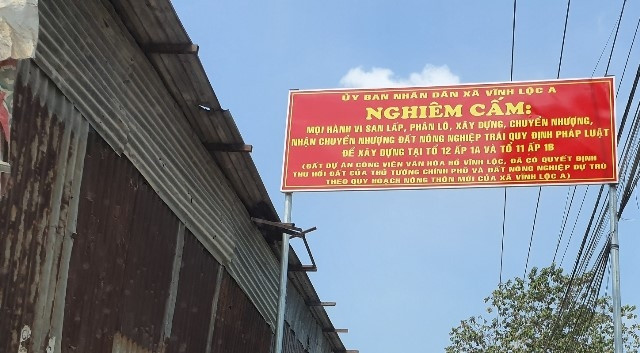 ỦY BAN NHÂN DÂN XÃ VĨNH LỘC A
NGHIÊM CẤM:
MỌI HÀNH VI SAN LẤP, PHÂN LÔ, XÂY DỰNG, CHUYỂN NHƯỢNG,
NHẬN CHUYỂN NHƯỢNG ĐẤT NÔNG NGHIỆP TRÁI QUY ĐỊNH PHÁP LUẬT
ĐỂ XÂY DỰNG TẠI TỔ 12 ẤP 1A VÀ TỔ 11 ẤP 1B
(ĐẤT DỰ ÁN CÔNG VIÊN VĂN HÓA HỒ VĨNH LỘC, ĐÃ CÓ QUYẾT ĐỊNH
THU HỒI ĐẤT CỦA THỦ TƯỚNG CHÍNH PHỦ VÀ ĐẤT NÔNG NGHIỆP DỰ TRÙ
THEO QUY HOẠCH NÔNG THÔN MỚI CỦA XÃ VĨNH LỘC A)